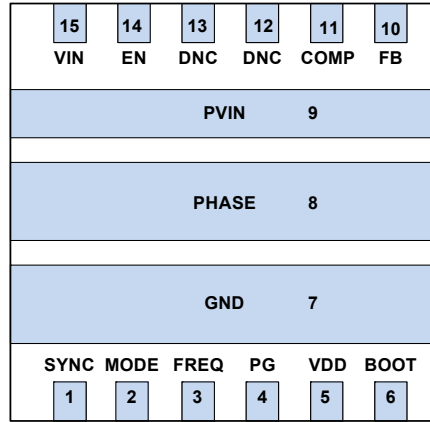 15 14 13 12 11 10
VIN EN DNC DNC COMP FB
PVIN 9
PHASE 8
GND 7
SYNC MODE FREQ PG VDD BOOT
1 2 3 4 5 6